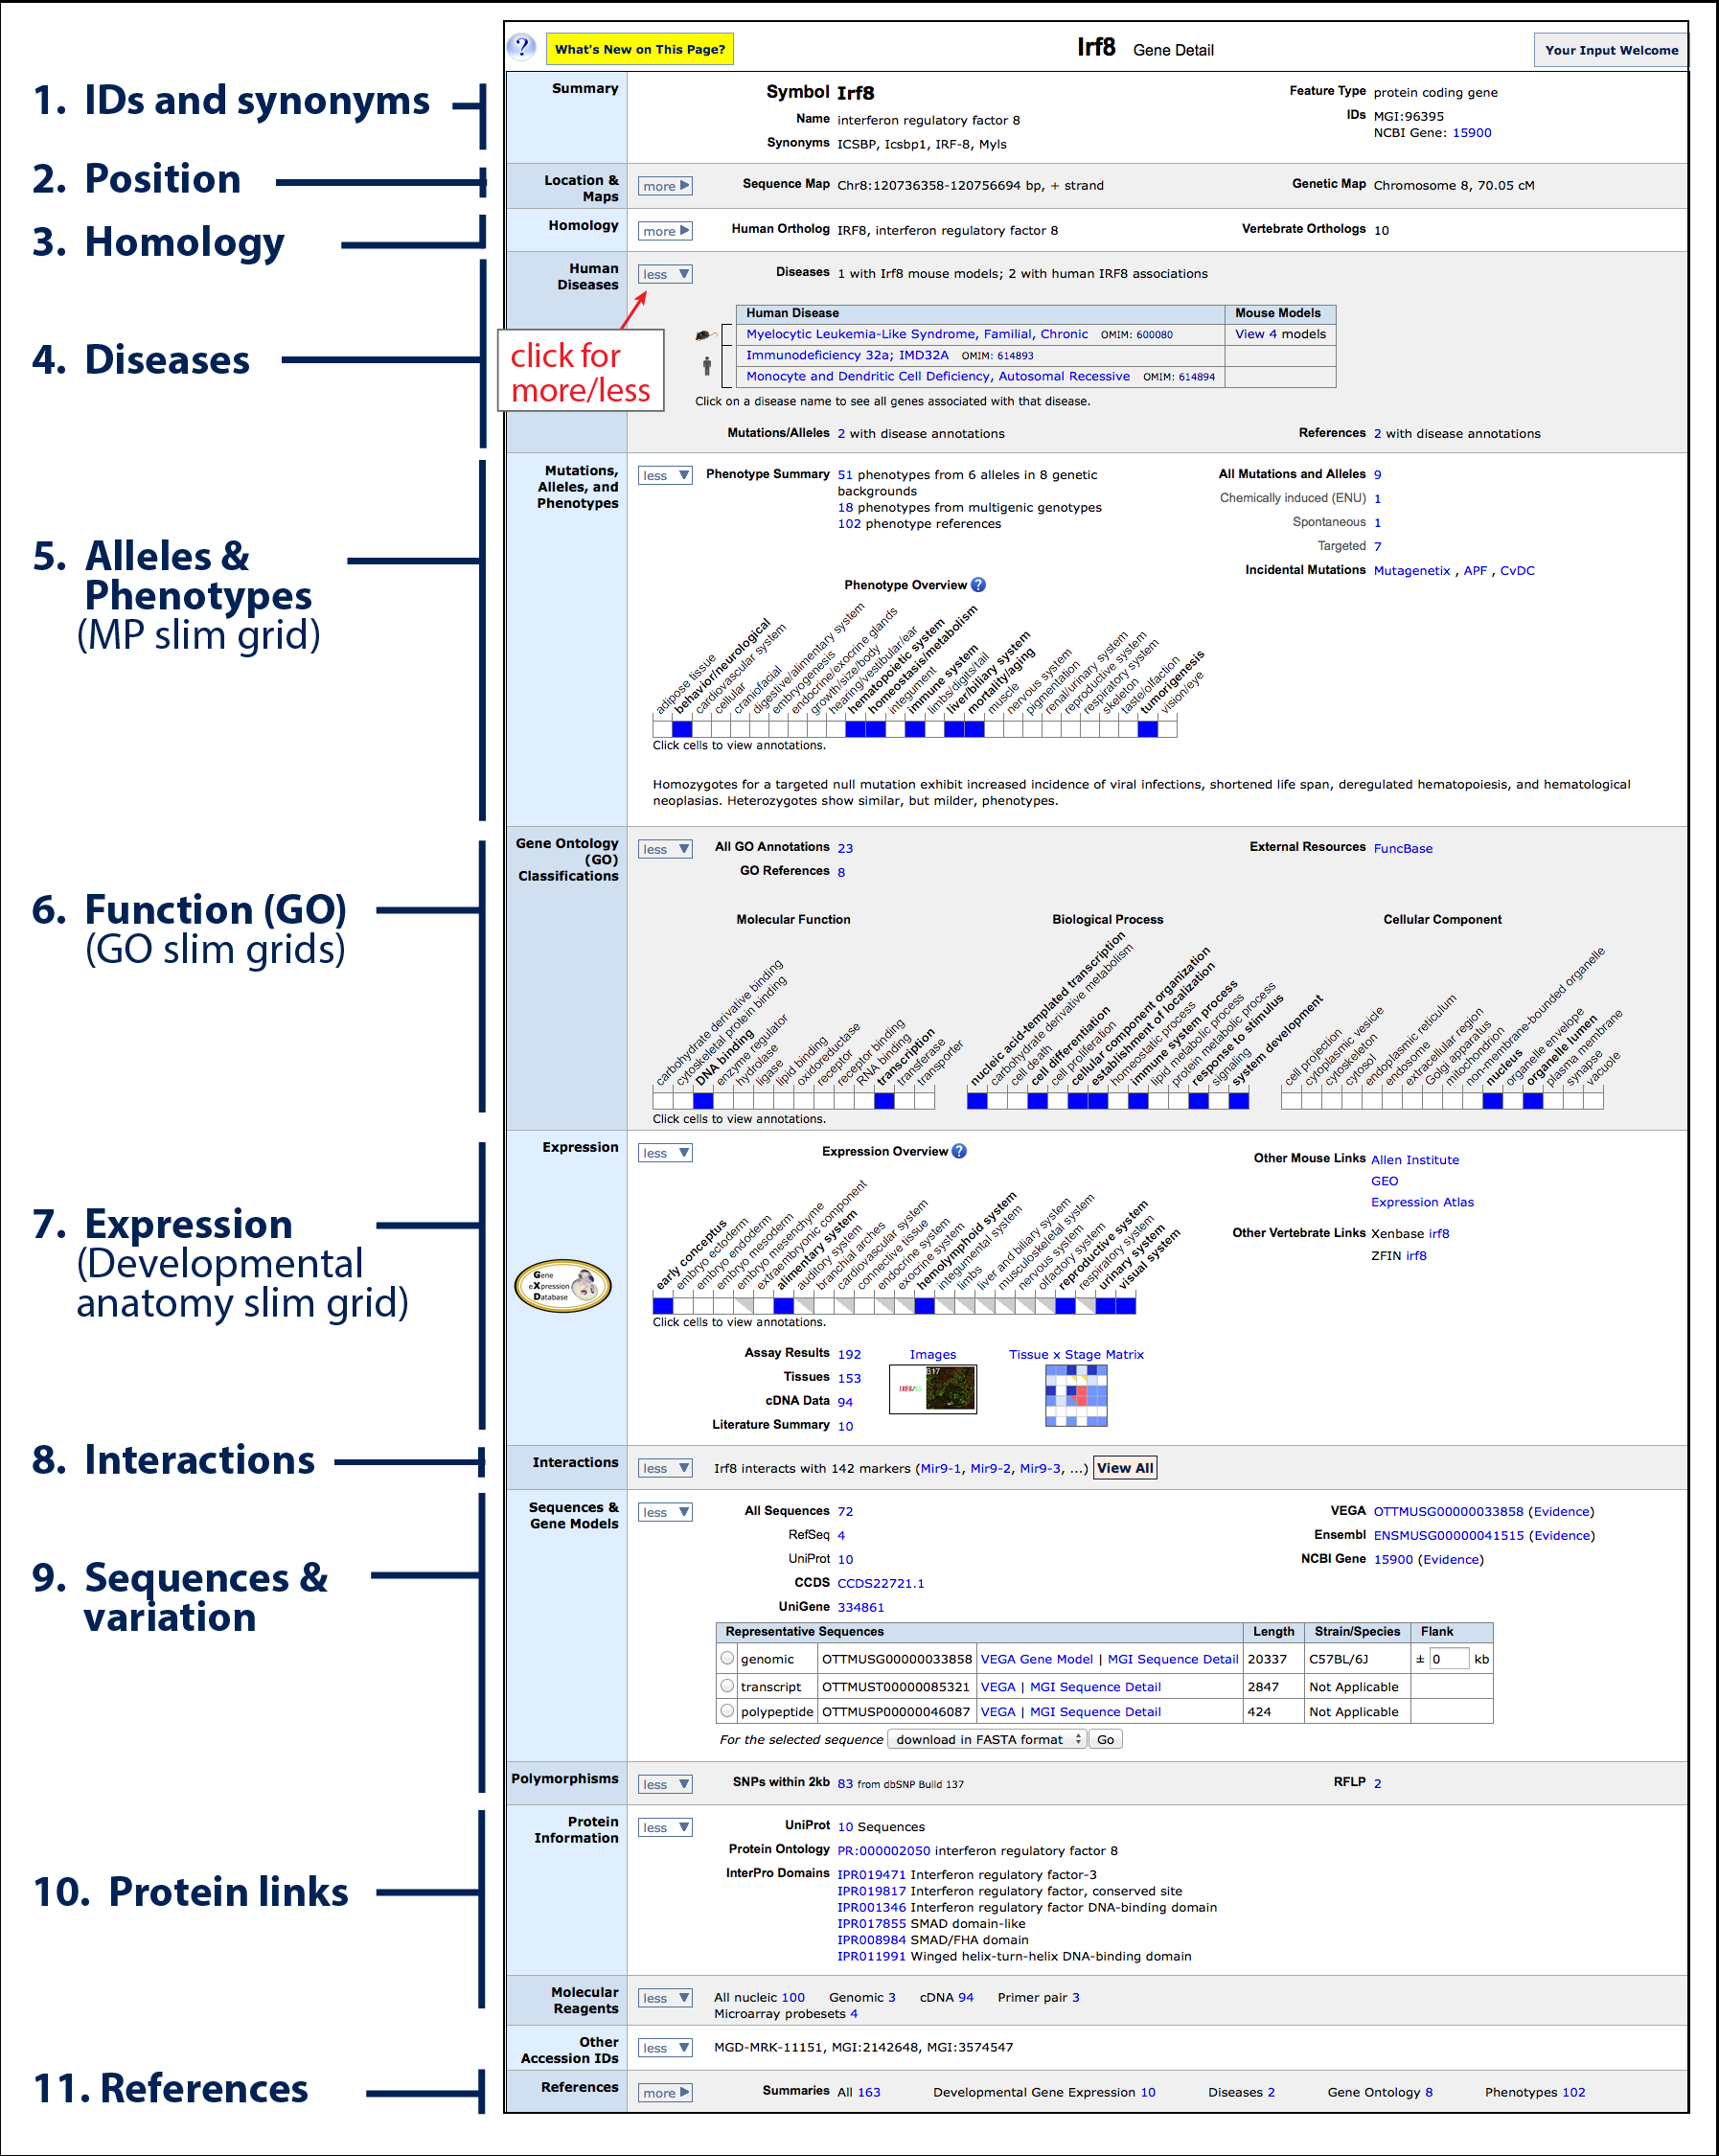 ?
What's New on This Page?
Irf8 Gene Detail
Your Input Welcome
1. IDs and synonyms
Summary
Symbol Irf8
Name interferon regulatory factor 8
Synonyms ICSBP, Icsbp1, IRF-8, Myls
Feature Type protein coding gene
IDs MGI:96395
NCBI Gene: 15900
2. Position
Location &
Maps
more
Sequence Map Chr8:120736358-120756694 bp, + strand
Genetic Map Chromosome 8, 70.05 cM
3. Homology
Homology
more
Human Ortholog IRF8, interferon regulatory factor 8
Vertebrate Orthologs 10
4. Diseases
Human
Diseases
less
click for
more/less
Diseases 1 with Irf8 mouse models; 2 with human IRF8 associations
Human Disease Mouse Models
Myelocytic Leukemia-Like Syndrome, Familial, Chronic OMIM: 600080 View 4 models
Immunodeficiency 32a; IMD32A OMIM: 614893
Monocyte and Dendritic Cell Deficiency, Autosomal Recessive OMIM: 614894
Click on a disease name to see all genes associated with that disease.
Mutations/Alleles 2 with disease annotations
References 2 with disease annotations
5. Alleles &
Phenotypes
(MP slim grid)
Mutations,
Alleles, and
Phenotypes
less
Phenotype Summary 51 phenotypes from 6 alleles in 8 genetic
backgrounds
18 phenotypes from multigenic genotypes
102 phenotype references
All Mutations and Alleles 9
Chemically induced (ENU) 1
Spontaneous 1
Targeted 7
Incidental Mutations Mutagenetix , APF , CvDC
Phenotype Overview ?
adipose tissue
behavior/neurological
cardiovascular system
cellular
craniofacial
digestive/alimentary system
embryogenesis
endocrine/exocrine glands
growth/size/body
hearing/vestibular/ear
hematopoietic system
homeostasis/metabolism
integument
immune system
limbs/digits/tail
liver/biliary system
mortality/aging
muscle
nervous system
pigmentation
renal/urinary system
reproductive system
respiratory system
skeleton
taste/olfaction
tumorigenesis
vision/eye
Click cells to view annotations.
Homozygotes for a targeted null mutation exhibit increased incidence of viral infections, shortened life span, deregulated hematopoiesis, and hematological
neoplasias. Heterozygotes show similar, but milder, phenotypes.
6. Function (GO)
(GO slim grids)
Gene Ontology
(GO)
Classifications
less
All GO Annotations 23
GO References 8
External Resources FuncBase
Molecular Function
carbohydrate derivative binding
cytoskeletal protein binding
DNA binding
enzyme regulator
hydrolase
ligase
lipid binding
oxidoreductase
receptor
receptor binding
RNA binding
transcription
transferase
transporter
Biological Process
nucleic acid-templated transcription
carbohydrate derivative metabolism
cell death
cell differentiation
cell proliferation
cellular component organization
establishment of localization
homeostatic process
immune system process
lipid metabolic process
protein metabolic process
response to stimulus
signaling
system development
Cellular Component
cell projection
cytoplasmic vesicle
cytoskeleton
cytosol
endoplasmic reticulum
endosome
extracellular region
Golgi apparatus
mitochondrion
non-membrane-bounded organelle
nucleus
organelle envelope
organelle lumen
plasma membrane
synapse
vacuole
Click cells to view annotations.
7. Expression
(Developmental
anatomy slim grid)
Expression
Gene
eXpression
Database
less
Expression Overview ?
Other Mouse Links Allen Institute
GEO
Expression Atlas
Other Vertebrate Links Xenbase irf8
ZFIN irf8
early conceptus
embryo ectoderm
embryo endoderm
embryo mesoderm
embryo mesenchyme
extraembryonic component
alimentary system
auditory system
branchial arches
cardiovascular system
connective tissue
endocrine system
exocrine system
hemolymphoid system
integumental system
limbs
liver and biliary system
musculoskeletal system
nervous system
olfactory system
reproductive system
respiratory system
urinary system
visual system
Click cells to view annotations.
Assay Results 192
Tissues 153
cDNA Data 94
Literature Summary 10
Images
Tissue x Stage Matrix
8. Interactions
Interactions
less
Irf8 interacts with 142 markers (Mir9-1, Mir9-2, Mir9-3, ...) View All
9. Sequences &
variation
Sequences &
Gene Models
less
All Sequences 72
RefSeq 4
UniProt 10
CCDS CCDS22721.1
UniGene 334861
VEGA OTTMUSG00000033858 (Evidence)
Ensembl ENSMUSG00000041515 (Evidence)
NCBI Gene 15900 (Evidence)
Representative Sequences Length Strain/Species Flank
genomic OTTMUSG00000033858 VEGA Gene Model | MGI Sequence Detail 20337 C57BL/6J ± 0 kb
transcript OTTMUST00000085321 VEGA | MGI Sequence Detail 2847 Not Applicable
polypeptide OTTMUSP00000046087 VEGA | MGI Sequence Detail 424 Not Applicable
For the selected sequence download in FASTA format Go
Polymorphisms
less
SNPs within 2kb 83 from dbSNP Build 137
RFLP 2
10. Protein links
Protein
Information
less
UniProt 10 Sequences
Protein Ontology PR:000002050 interferon regulatory factor 8
InterPro Domains IPR019471 Interferon regulatory factor-3
IPR019817 Interferon regulatory factor, conserved site
IPR001346 Interferon regulatory factor DNA-binding domain
IPR017855 SMAD domain-like
IPR008984 SMAD/FHA domain
IPR011991 Winged helix-turn-helix DNA-binding domain
Molecular
Reagents
less
All nucleic 100 Genomic 3 cDNA 94 Primer pair 3
Microarray probesets 4
Other
Accession IDs
less
MGD-MRK-11151, MGI:2142648, MGI:3574547
11. References
References
more
Summaries All 163 Developmental Gene Expression 10 Diseases 2 Gene Ontology 8 Phenotypes 102